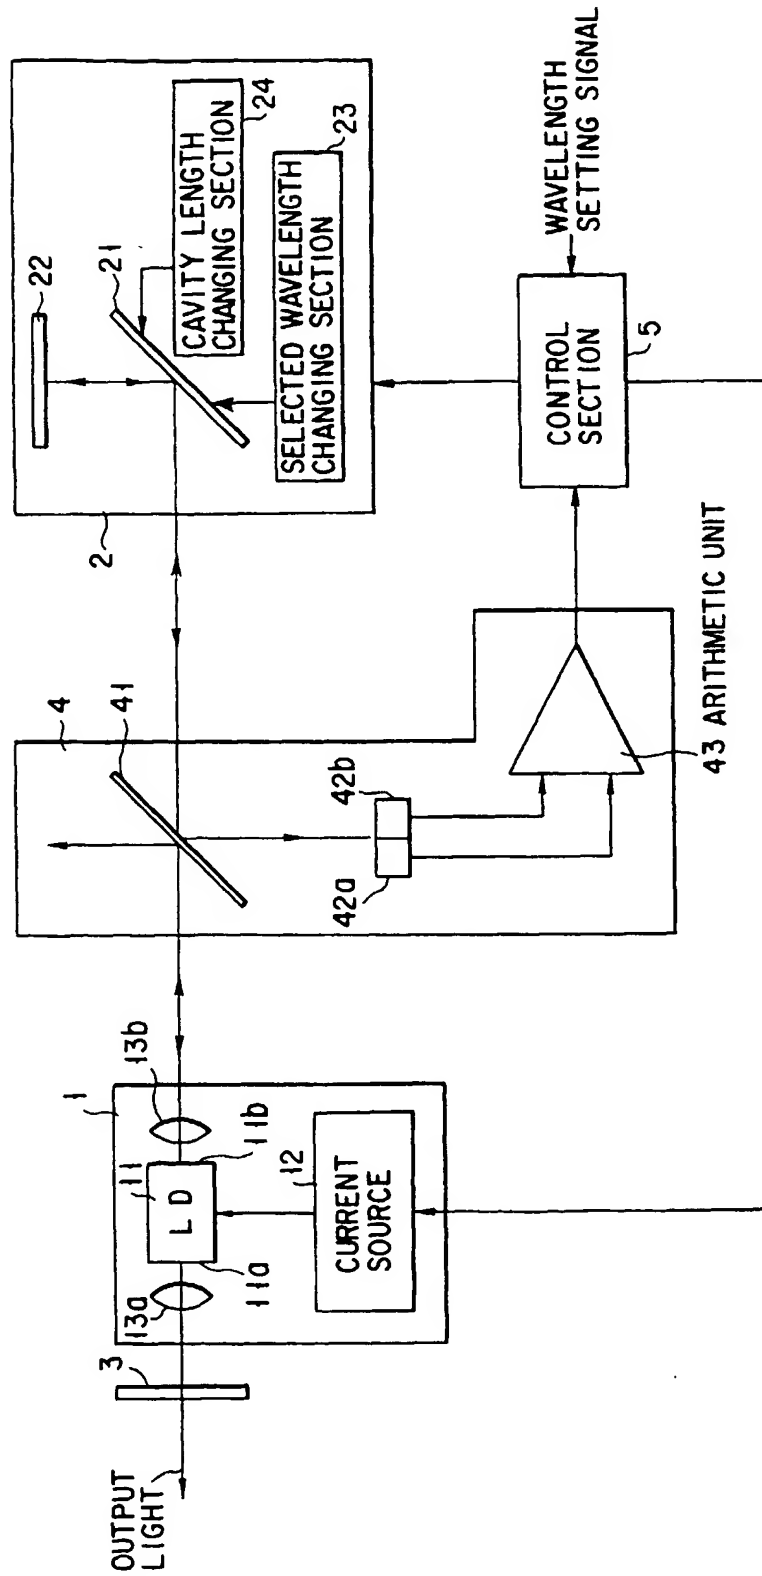 OUTPUT
LIGHT
3
13a
11a
11
LD
11b
13b
1
12
CURRENT
SOURCE
4
41
42a
42b
43 ARITHMETIC UNIT
2
22
21
CAVITY LENGTH
CHANGING SECTION
24
SELECTED WAVELENGTH
CHANGING SECTION
23
CONTROL
SECTION
5
WAVELENGTH
SETTING SIGNAL